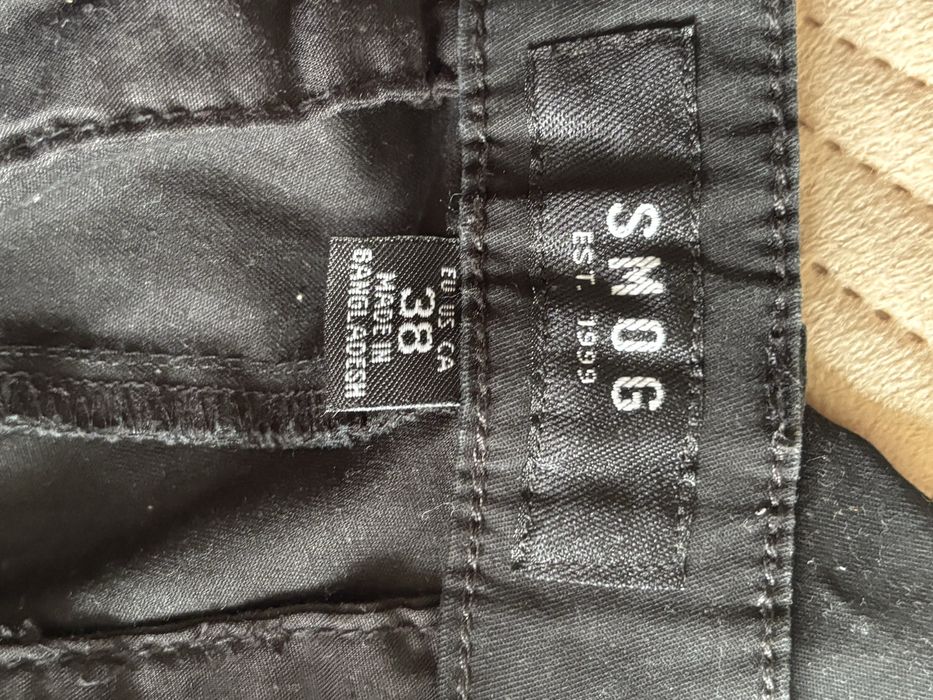 SMOG
EST. 1999
EU, US CA
38
MADE IN
BANGLADESH